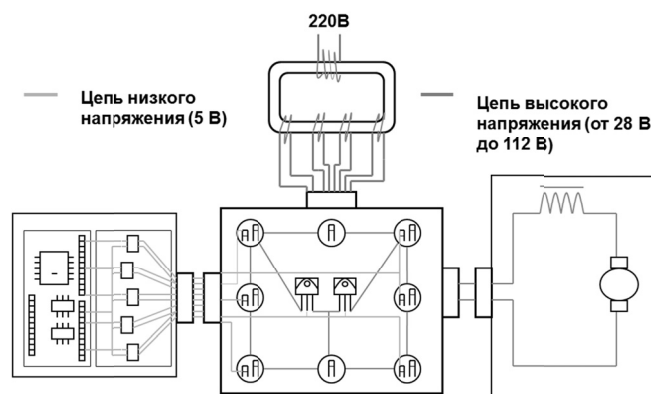 220В
Цепь низкого
напряжения (5 В)
Цепь высокого
напряжения (от 28 В
до 112 В)